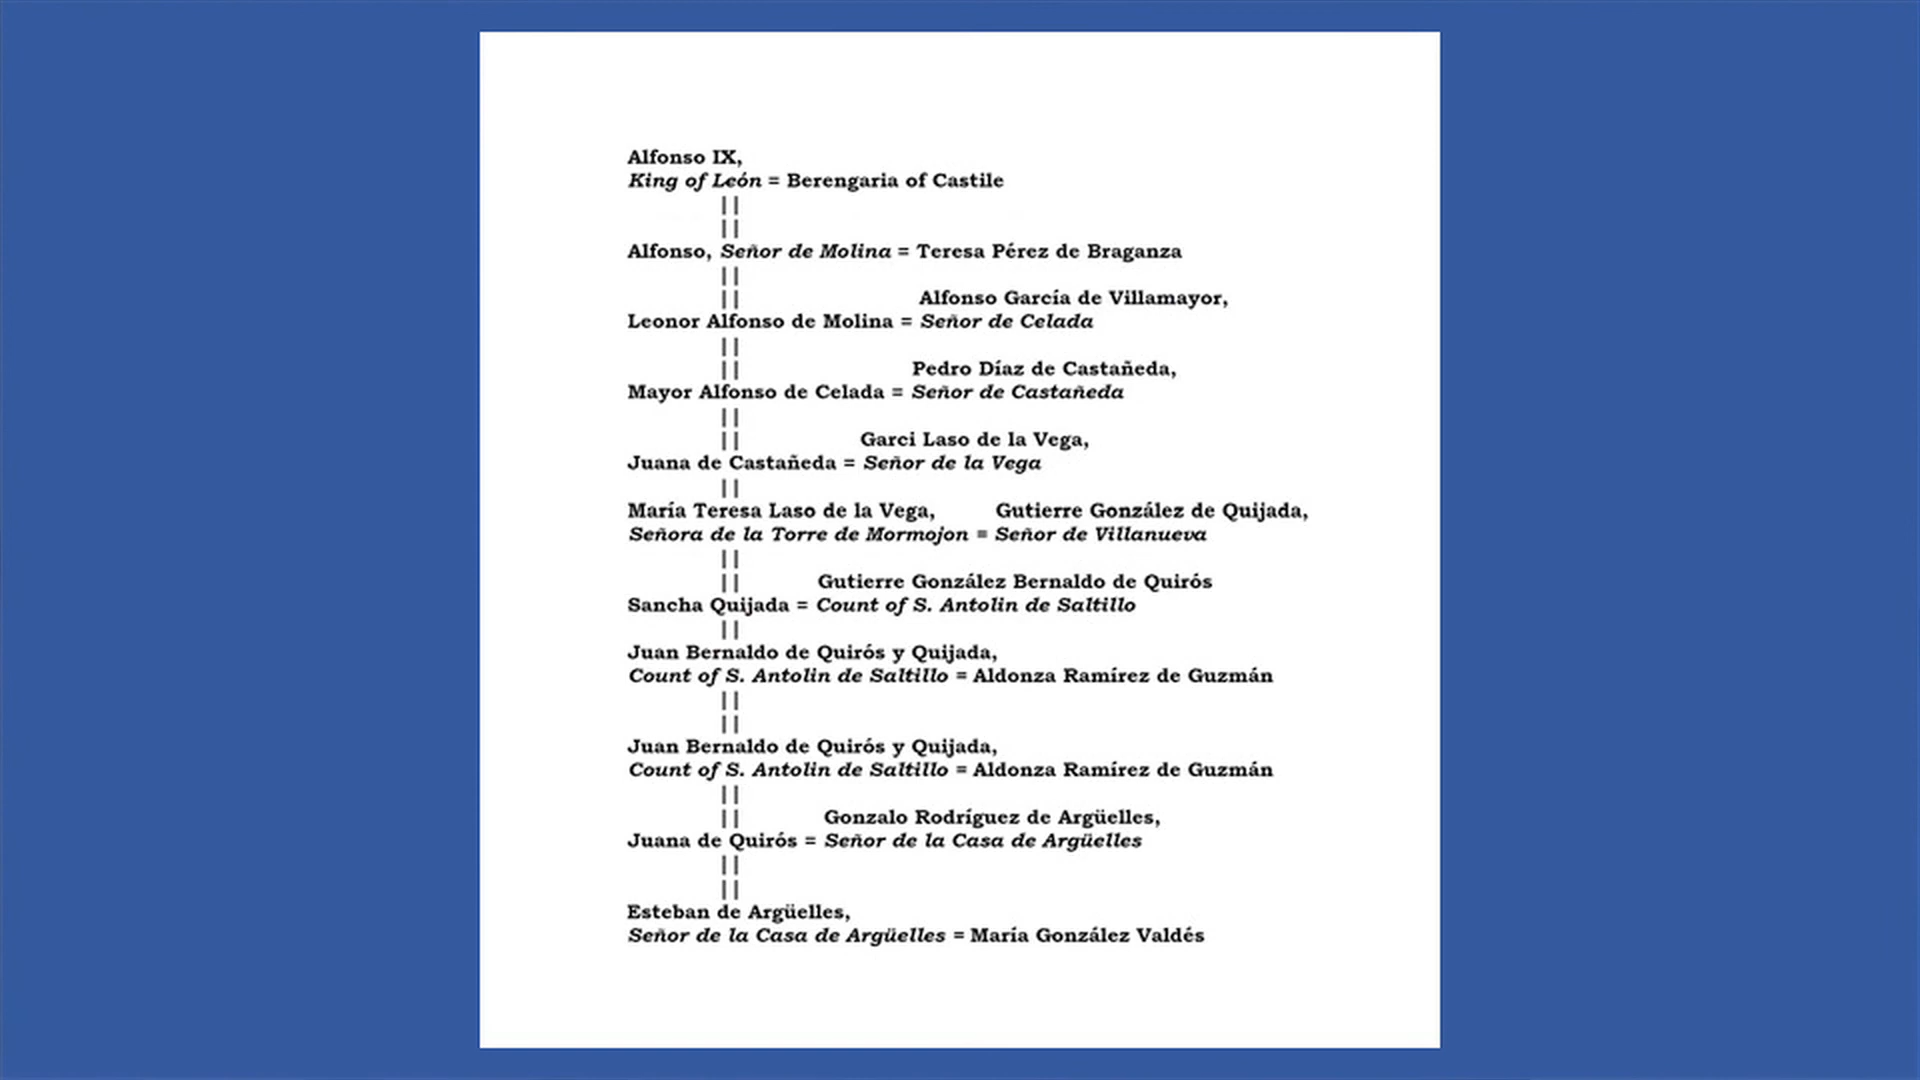 Alfonso IX,
King of León = Berengaria of Castile
Alfonso, Señor de Molina = Teresa Pérez de Braganza
Alfonso García de Villamayor,
Leonor Alfonso de Molina = Señor de Celada
Pedro Díaz de Castañeda,
Mayor Alfonso de Celada = Señor de Castañeda
Garci Laso de la Vega,
Juana de Castañeda = Señor de la Vega
María Teresa Laso de la Vega, Gutierre González de Quijada,
Señora de la Torre de Mormojon = Señor de Villanueva
Gutierre González Bernaldo de Quirós
Sancha Quijada = Count of S. Antolin de Saltillo
Juan Bernaldo de Quirós y Quijada,
Count of S. Antolin de Saltillo = Aldonza Ramírez de Guzmán
Juan Bernaldo de Quirós y Quijada,
Count of S. Antolin de Saltillo = Aldonza Ramírez de Guzmán
Gonzalo Rodríguez de Argüelles,
Juana de Quirós = Señor de la Casa de Argüelles
Esteban de Argüelles,
Señor de la Casa de Argüelles = María González Valdés